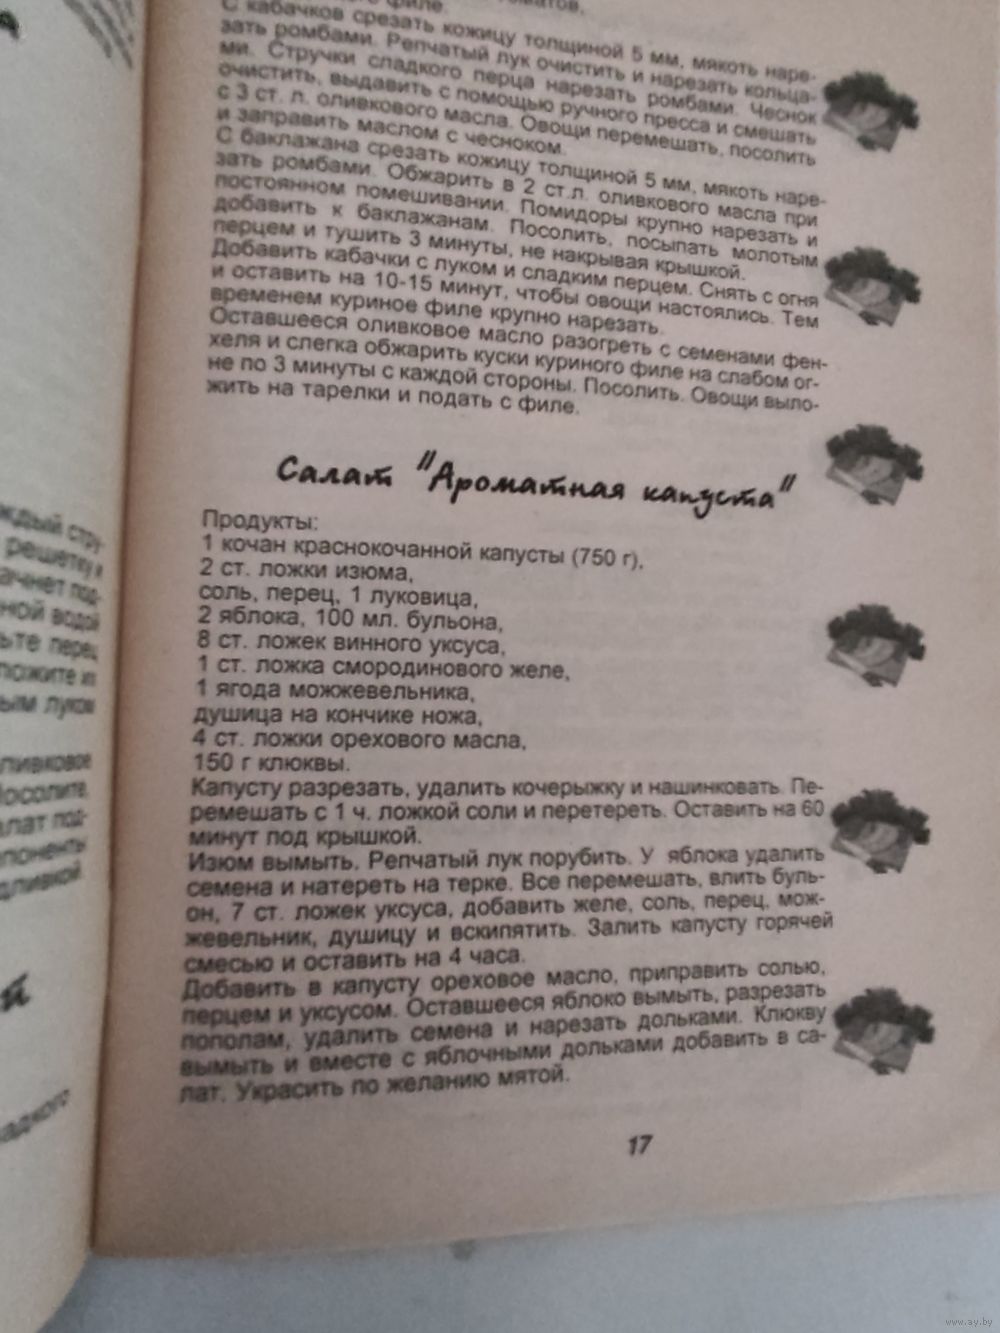 С кабачков срезать кожицу толщиной 5 мм, мякоть наре-
зать ромбами. Репчатый лук очистить и нарезать кольца-
ми. Стручки сладкого перца нарезать ромбами. Чеснок
очистить, выдавить с помощью ручного пресса и смешать
с 3 ст. л. оливкового масла. Овощи перемешать, посолить
и заправить маслом с чесноком.
С баклажана срезать кожицу толщиной 5 мм, мякоть наре-
зать ромбами. Обжарить в 2 ст.л. оливкового масла при
постоянном помешивании. Помидоры крупно нарезать и
добавить к баклажанам. Посолить, посыпать молотым
перцем и тушить 3 минуты, не накрывая крышкой.
Добавить кабачки с луком и сладким перцем. Снять с огня
и оставить на 10-15 минут, чтобы овощи настоялись. Тем
временем куриное филе крупно нарезать.
Оставшееся оливковое масло разогреть с семенами фен-
хеля и слегка обжарить куски куриного филе на слабом ог-
не по 3 минуты с каждой стороны. Посолить. Овощи выло-
жить на тарелки и подать с филе.
Салат "Ароматная капуста"
Продукты:
1 кочан краснокочанной капусты (750 г),
2 ст. ложки изюма,
соль, перец, 1 луковица,
2 яблока, 100 мл. бульона,
8 ст. ложек винного уксуса,
1 ст. ложка смородинового желе,
1 ягода можжевельника,
душица на кончике ножа,
4 ст. ложки орехового масла,
150 г клюквы.
Капусту разрезать, удалить кочерыжку и нашинковать. Пе-
ремешать с 1 ч. ложкой соли и перетереть. Оставить на 60
минут под крышкой.
Изюм вымыть. Репчатый лук порубить. У яблока удалить
семена и натереть на терке. Все перемешать, влить буль-
он, 7 ст. ложек уксуса, добавить желе, соль, перец, мож-
жевельник, душицу и вскипятить. Залить капусту горячей
смесью и оставить на 4 часа.
Добавить в капусту ореховое масло, приправить солью,
перцем и уксусом. Оставшееся яблоко вымыть, разрезать
пополам, удалить семена и нарезать дольками. Клюкву
вымыть и вместе с яблочными дольками добавить в са-
лат. Украсить по желанию мятой.
17
www.ay.by